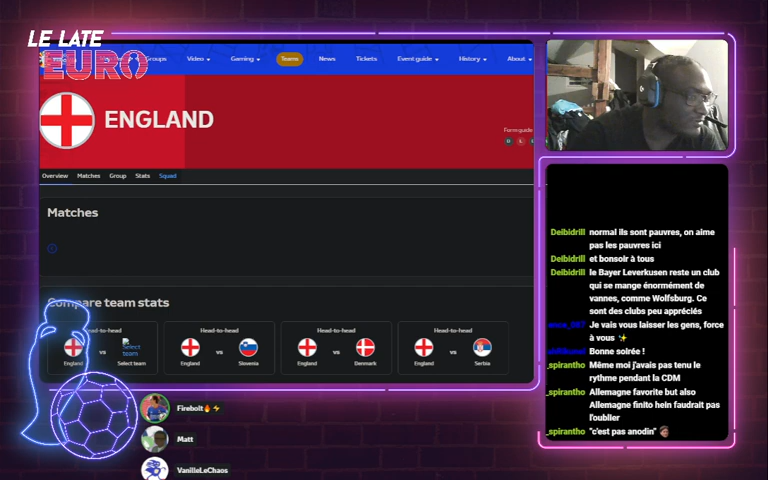 LE LATE
EURO
Groups
Video
Gaming
Teams
News
Tickets
Event guide
History
About
ENGLAND
Form guide
Overview
Matches
Group
Stats
Squad
Matches
Compare team stats
Head-to-head
England
vs
Select team
Select team
Head-to-head
England
vs
Slovenia
Head-to-head
England
vs
Denmark
Head-to-head
England
vs
Serbia
Firebolt
Matt
VanilleLeChaos
Deibidrill normal ils sont pauvres, on aime
pas les pauvres ici
Deibidrill et bonsoir à tous
Deibidrill le Bayer Leverkusen reste un club
qui se mange énormément de
vannes, comme Wolfsburg. Ce
sont des clubs peu appréciés
Je vais vous laisser les gens, force
à vous
Bonne soirée !
_spirantho Même moi j'avais pas tenu le
rythme pendant la CDM
_spirantho Allemagne favorite but also
Allemagne finito hein faudrait pas
l'oublier
_spirantho "c'est pas anodin"